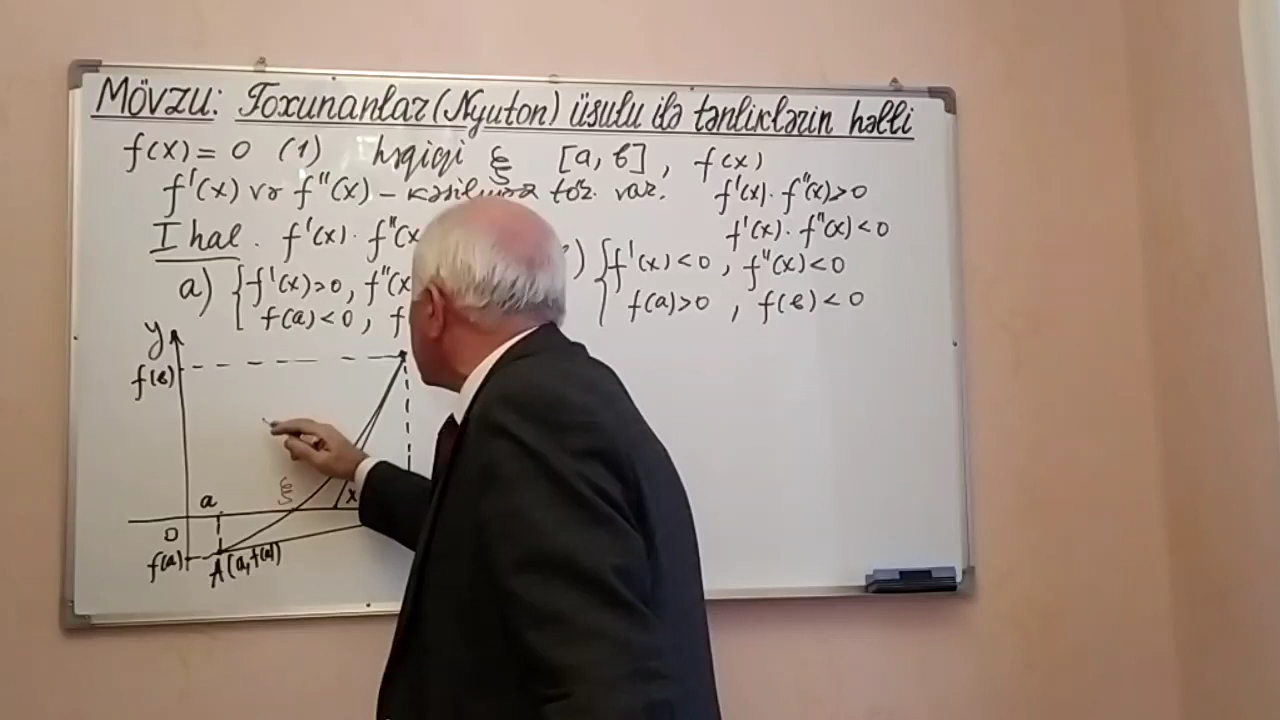 Mövzu: Toxunanlar (Nyuton) üsulu ilə tənliklərin həlli
f(x) = 0 (1) həqiqi ξ [a, b], f(x)
f'(x) və f''(x) – kəsilməz tör. var. f'(x) · f''(x) > 0
f'(x) · f''(x) < 0
I hal. f'(x) · f''(x
a) { f'(x) > 0, f''(x ) { f'(x) < 0, f''(x) < 0
f(a) < 0, f f(a) > 0, f(b) < 0
y
f(b)
ξ x
a
0
f(a) A(a, f(a))